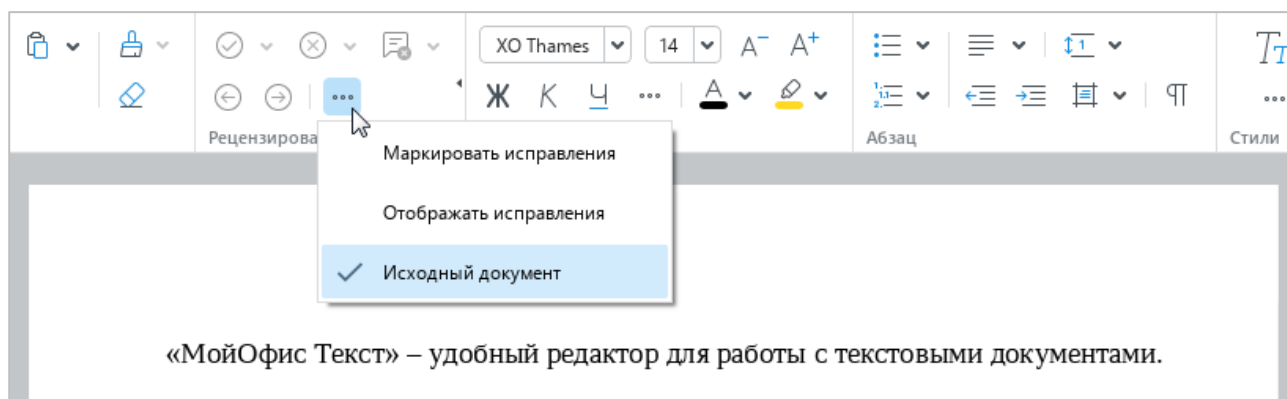 XO Thames 14 А− А+
Ж К Ч А
Рецензирова Абзац Стили
Маркировать исправления
Отображать исправления
Исходный документ
«МойОфис Текст» – удобный редактор для работы с текстовыми документами.